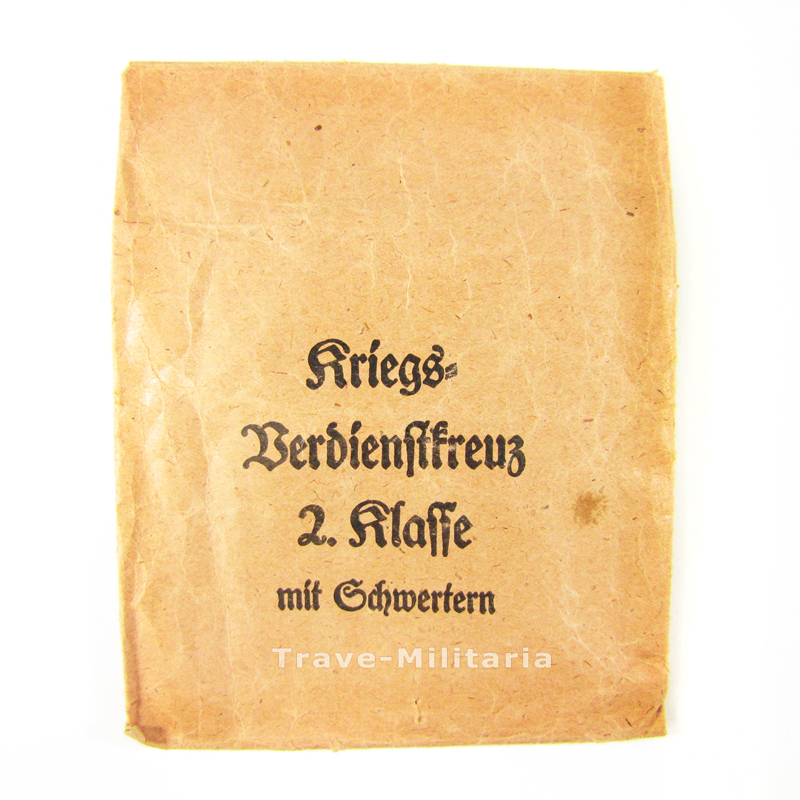 Kriegs-
Verdienſtkreuz
2. Klaſſe
mit Schwertern
Trave-Militaria